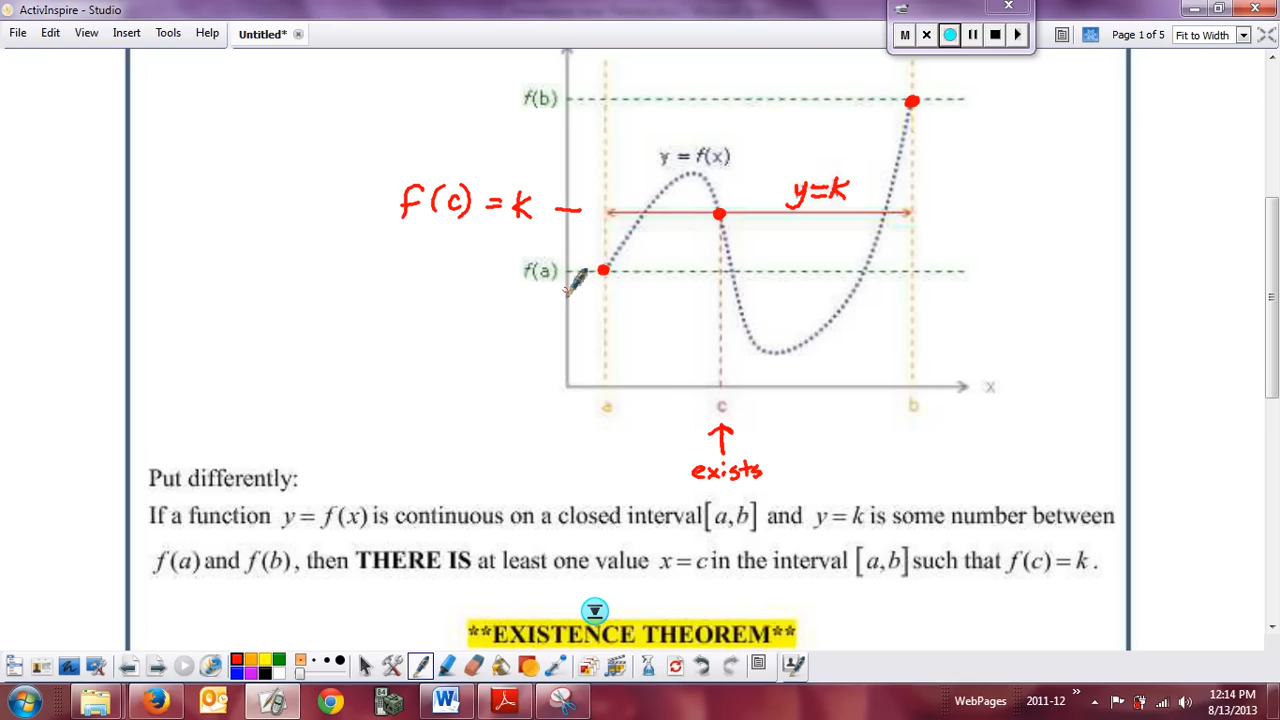 ActivInspire - Studio
File Edit View Insert Tools Help Untitled* Page 1 of 5 Fit to Width
M
f(b)
y = f(x)
y=k
f(c) = k
f(a)
x
a c b
exists
Put differently:
If a function y = f(x) is continuous on a closed interval [a,b] and y = k is some number between
f(a) and f(b), then THERE IS at least one value x = c in the interval [a,b] such that f(c) = k.
**EXISTENCE THEOREM**
WebPages 2011-12 » 12:14 PM
8/13/2013